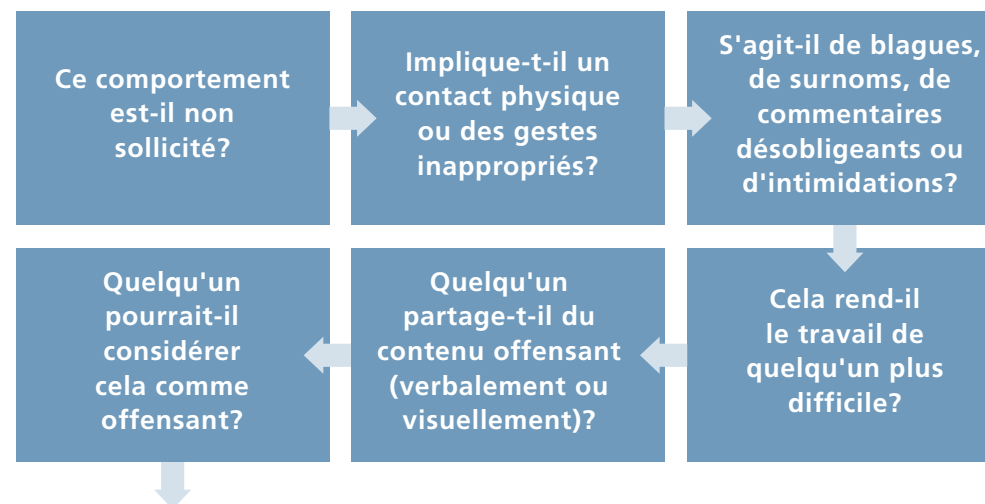 Ce comportement
est-il non
sollicité?
Implique-t-il un
contact physique
ou des gestes
inappropriés?
S'agit-il de blagues,
de surnoms, de
commentaires
désobligeants ou
d'intimidations?
Cela rend-il
le travail de
quelqu'un plus
difficile?
Quelqu'un
partage-t-il du
contenu offensant
(verbalement ou
visuellement)?
Quelqu'un
pourrait-il
considérer
cela comme
offensant?